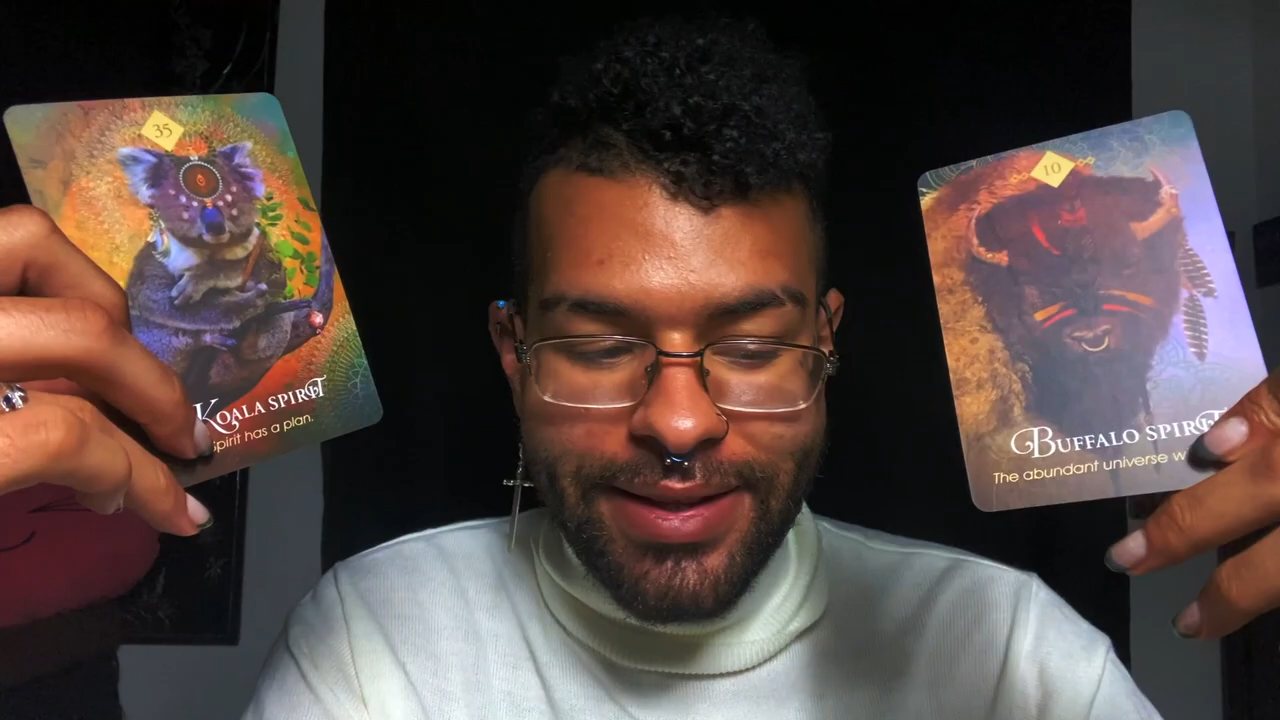 35
KOALA SPIRIT
Spirit has a plan.
10
BUFFALO SPIRIT
The abundant universe